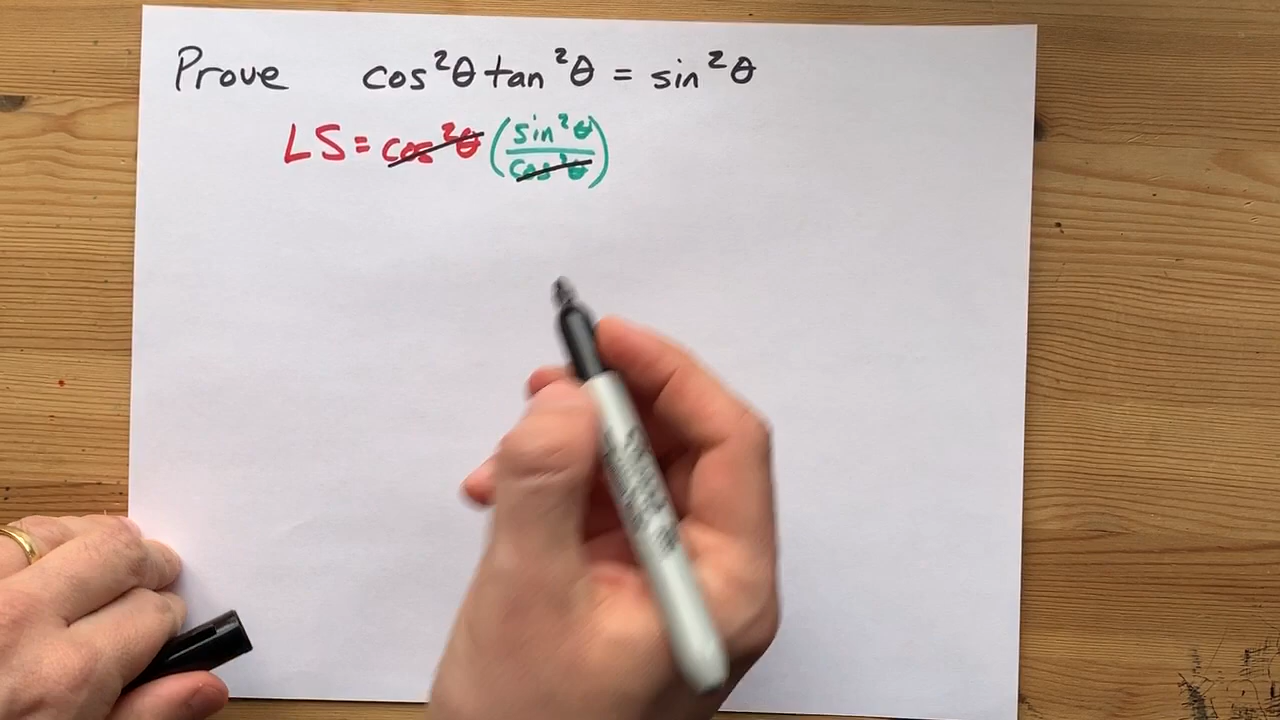 Prove cos²θ tan²θ = sin²θ
LS = cos²θ (sin²θ / cos²θ)